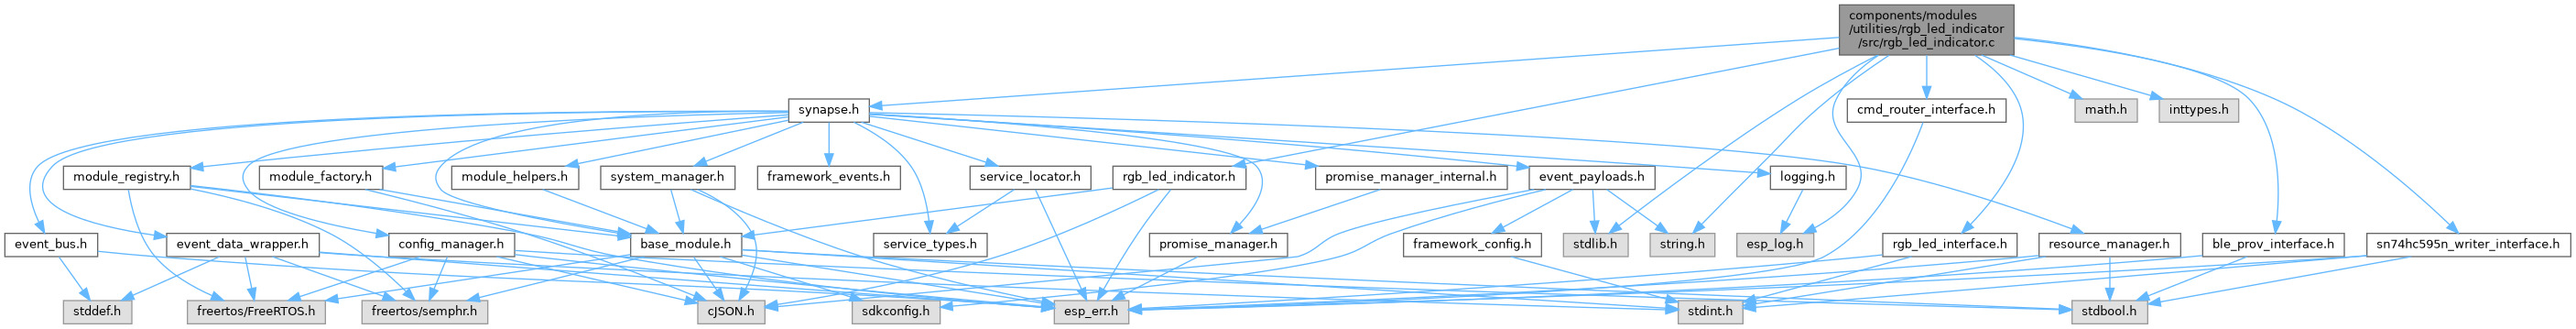 components/modules
/utilities/rgb_led_indicator
/src/rgb_led_indicator.c
synapse.h
cmd_router_interface.h
math.h
inttypes.h
module_registry.h
module_factory.h
module_helpers.h
system_manager.h
framework_events.h
service_locator.h
rgb_led_indicator.h
promise_manager_internal.h
event_payloads.h
logging.h
event_bus.h
event_data_wrapper.h
config_manager.h
base_module.h
service_types.h
promise_manager.h
framework_config.h
stdlib.h
string.h
esp_log.h
rgb_led_interface.h
resource_manager.h
ble_prov_interface.h
sn74hc595n_writer_interface.h
stddef.h
freertos/FreeRTOS.h
freertos/semphr.h
cJSON.h
sdkconfig.h
esp_err.h
stdint.h
stdbool.h